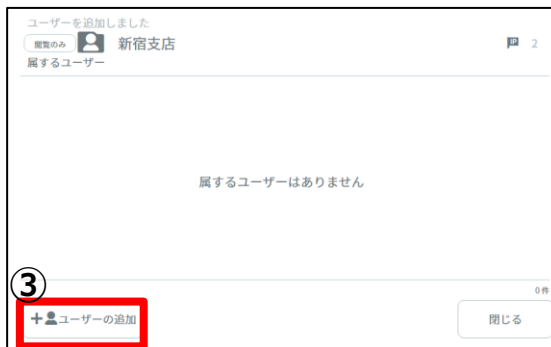 ユーザーを追加しました
閲覧のみ 新宿支店 IP 2
属するユーザー
属するユーザーはありません
③
0件
+ユーザーの追加 閉じる